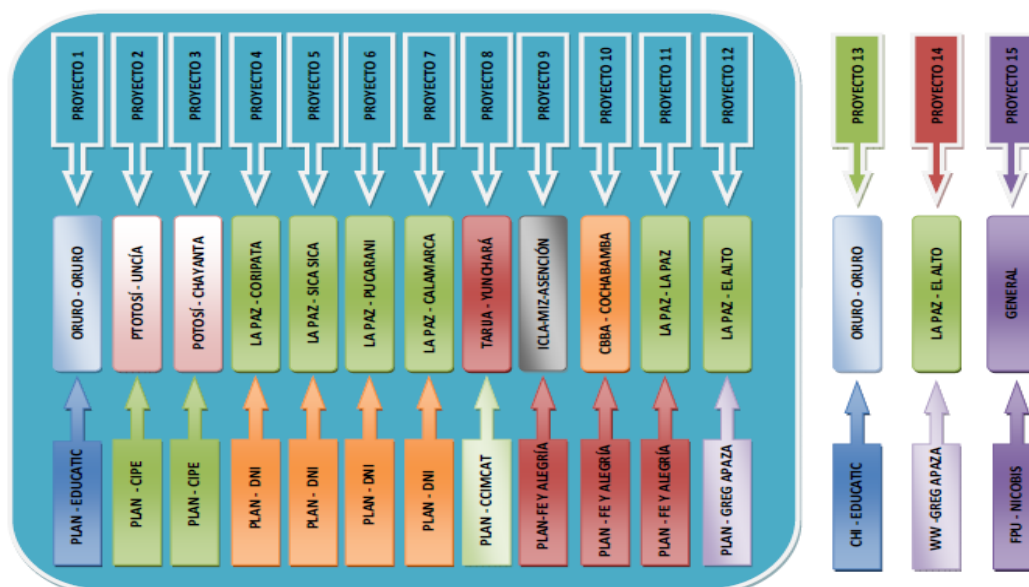 PROYECTO 1
PROYECTO 2
PROYECTO 3
PROYECTO 4
PROYECTO 5
PROYECTO 6
PROYECTO 7
PROYECTO 8
PROYECTO 9
PROYECTO 10
PROYECTO 11
PROYECTO 12
PROYECTO 13
PROYECTO 14
PROYECTO 15
ORURO - ORURO
PTOTOSÍ - UNCÍA
POTOSÍ - CHAYANTA
LA PAZ - CORIPATA
LA PAZ - SICA SICA
LA PAZ - PUCARANI
LA PAZ - CALAMARCA
TARIJA - YUNCHARÁ
ICLA-MIZ-ASENCIÓN
CBBA - COCHABAMBA
LA PAZ - LA PAZ
LA PAZ - EL ALTO
ORURO - ORURO
LA PAZ - EL ALTO
GENERAL
PLAN - EDUCATIC
PLAN - CIPE
PLAN - CIPE
PLAN - DNI
PLAN - DNI
PLAN - DNI
PLAN - DNI
PLAN - CCIMCAT
PLAN-FE Y ALEGRÍA
PLAN - FE Y ALEGRÍA
PLAN - FE Y ALEGRÍA
PLAN - GREG APAZA
CHI - EDUCATIC
WW -GREG APAZA
FPU - NICOBIS